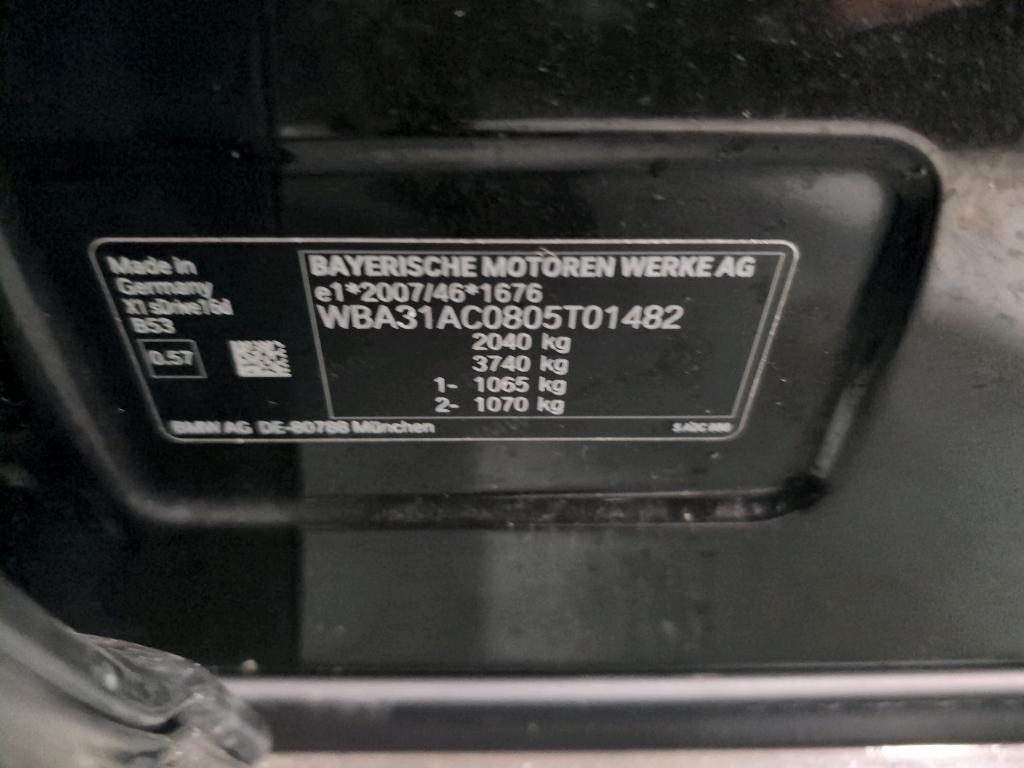 Made in
Germany
X1 sDrive16d
B53
0.57
BAYERISCHE MOTOREN WERKE AG
e1*2007/46*1676
WBA31AC0805T01482
2040 kg
3740 kg
1- 1065 kg
2- 1070 kg
BMW AG DE-80788 München